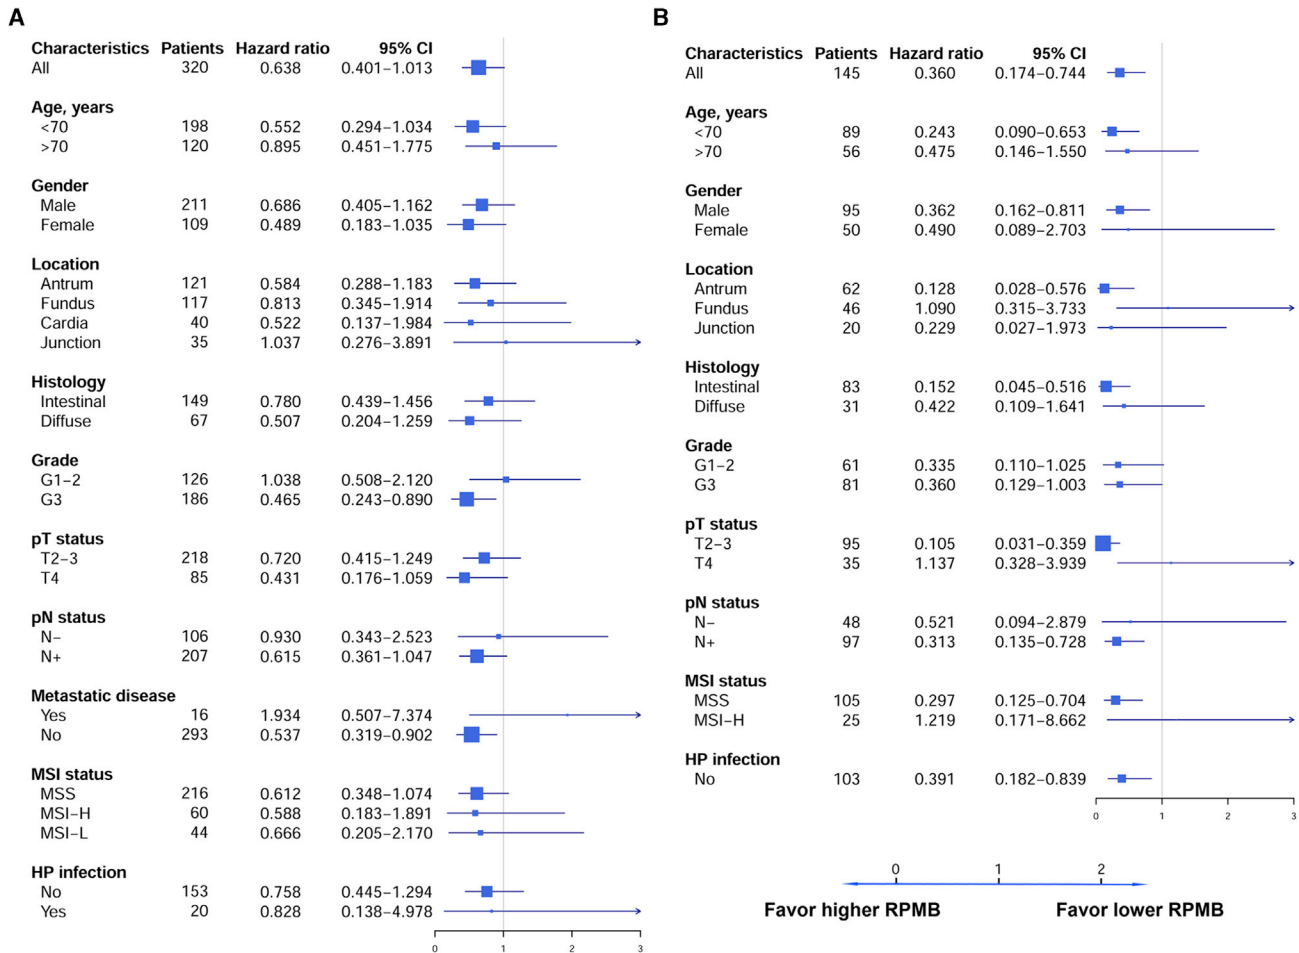 A
Characteristics Patients Hazard ratio 95% CI
All 320 0.638 0.401−1.013
Age, years
<70 198 0.552 0.294−1.034
>70 120 0.895 0.451−1.775
Gender
Male 211 0.686 0.405−1.162
Female 109 0.489 0.183−1.035
Location
Antrum 121 0.584 0.288−1.183
Fundus 117 0.813 0.345−1.914
Cardia 40 0.522 0.137−1.984
Junction 35 1.037 0.276−3.891
Histology
Intestinal 149 0.780 0.439−1.456
Diffuse 67 0.507 0.204−1.259
Grade
G1−2 126 1.038 0.508−2.120
G3 186 0.465 0.243−0.890
pT status
T2−3 218 0.720 0.415−1.249
T4 85 0.431 0.176−1.059
pN status
N− 106 0.930 0.343−2.523
N+ 207 0.615 0.361−1.047
Metastatic disease
Yes 16 1.934 0.507−7.374
No 293 0.537 0.319−0.902
MSI status
MSS 216 0.612 0.348−1.074
MSI−H 60 0.588 0.183−1.891
MSI−L 44 0.666 0.205−2.170
HP infection
No 153 0.758 0.445−1.294
Yes 20 0.828 0.138−4.978
0 1 2 3
B
Characteristics Patients Hazard ratio 95% CI
All 145 0.360 0.174−0.744
Age, years
<70 89 0.243 0.090−0.653
>70 56 0.475 0.146−1.550
Gender
Male 95 0.362 0.162−0.811
Female 50 0.490 0.089−2.703
Location
Antrum 62 0.128 0.028−0.576
Fundus 46 1.090 0.315−3.733
Junction 20 0.229 0.027−1.973
Histology
Intestinal 83 0.152 0.045−0.516
Diffuse 31 0.422 0.109−1.641
Grade
G1−2 61 0.335 0.110−1.025
G3 81 0.360 0.129−1.003
pT status
T2−3 95 0.105 0.031−0.359
T4 35 1.137 0.328−3.939
pN status
N− 48 0.521 0.094−2.879
N+ 97 0.313 0.135−0.728
MSI status
MSS 105 0.297 0.125−0.704
MSI−H 25 1.219 0.171−8.662
HP infection
No 103 0.391 0.182−0.839
0 1 2 3
0 1 2
Favor higher RPMB Favor lower RPMB